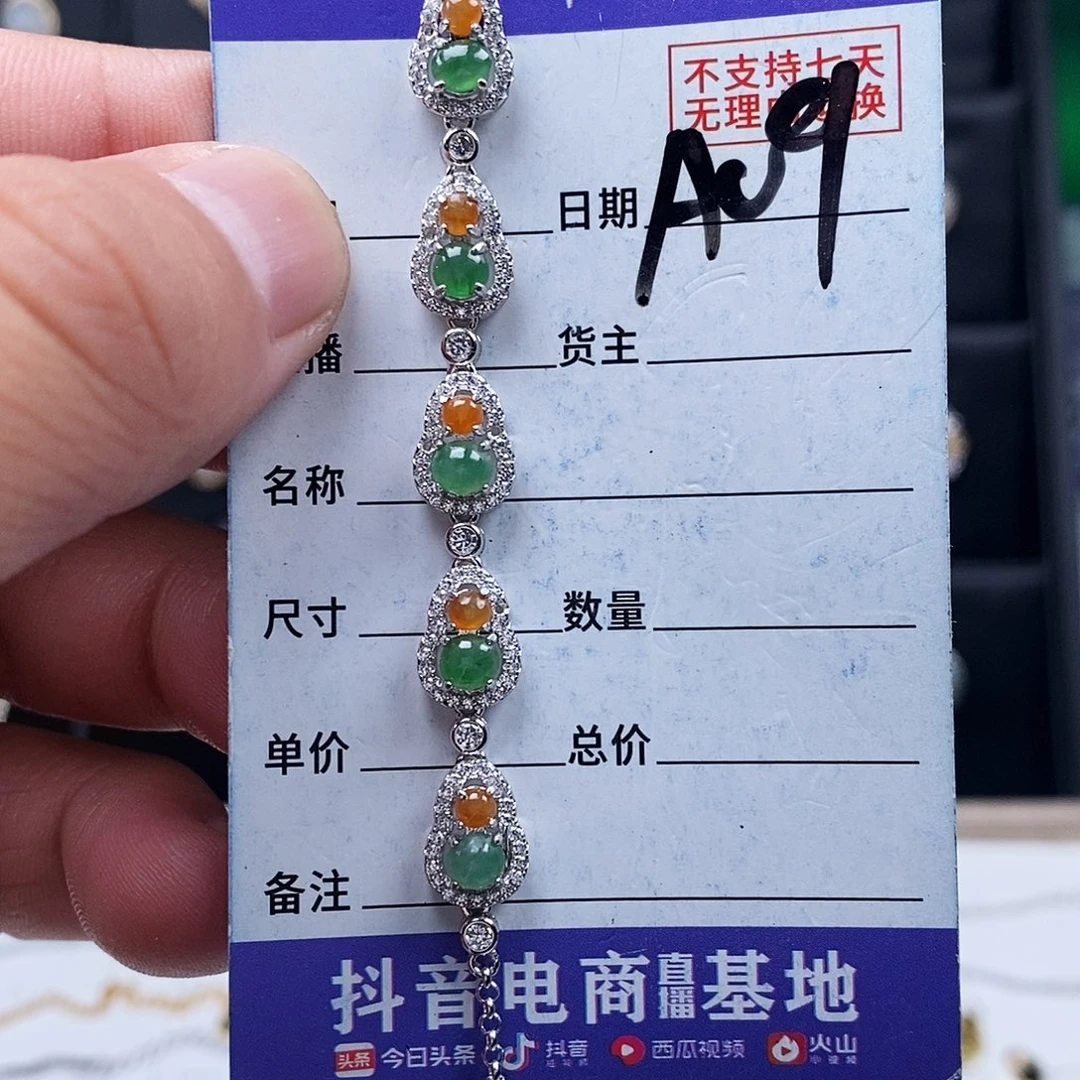 不支持七天
无理由退换
日期
播
货主
名称
尺寸
数量
单价
总价
备注
抖音电商直播基地
头条 今日头条 抖音 西瓜视频 火山